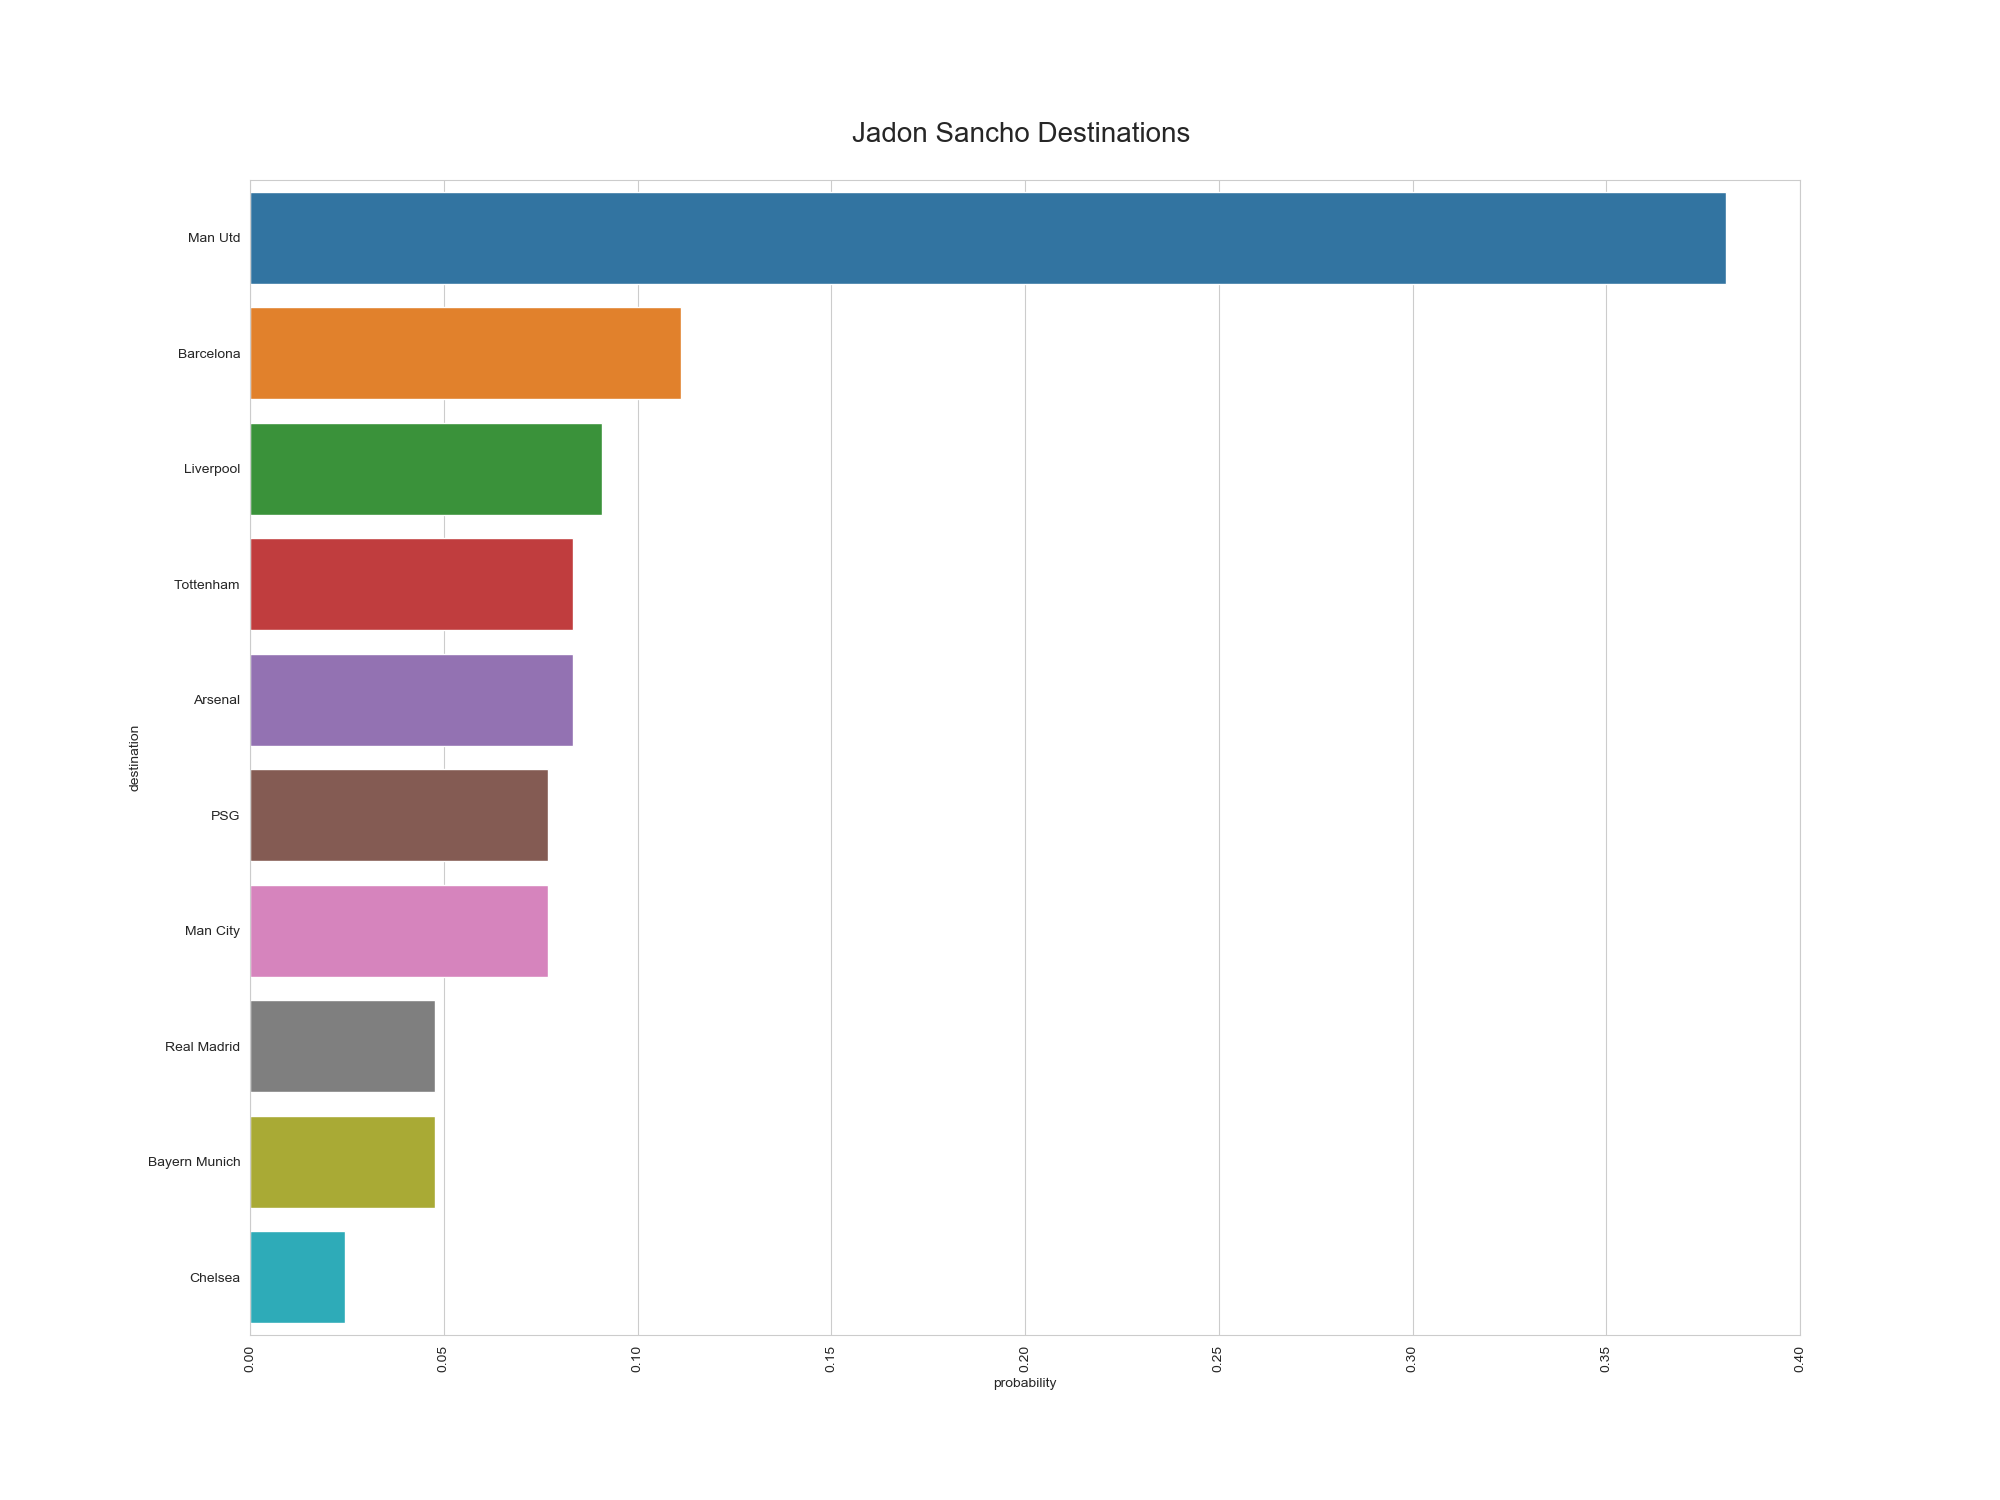 Jadon Sancho Destinations
destination
Man Utd
Barcelona
Liverpool
Tottenham
Arsenal
PSG
Man City
Real Madrid
Bayern Munich
Chelsea
0.00 0.05 0.10 0.15 0.20 0.25 0.30 0.35 0.40
probability